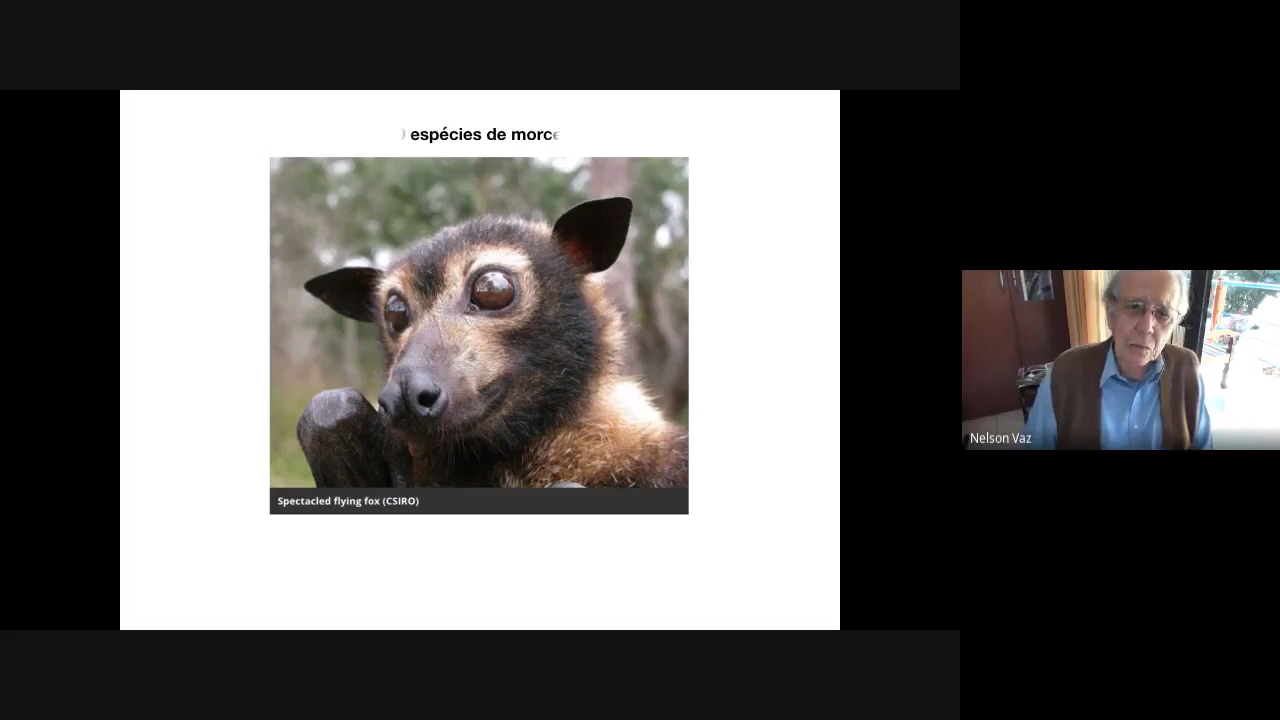 espécies de morc
Spectacled flying fox (CSIRO)
Nelson Vaz